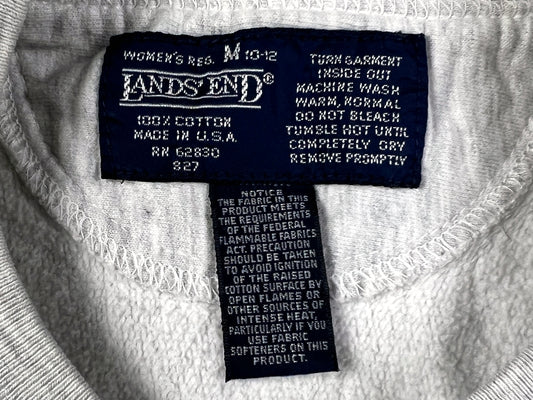 WOMEN'S REG. M 10-12
LANDS' END®
100% COTTON
MADE IN U.S.A.
RN 62830
827
TURN GARMENT
INSIDE OUT
MACHINE WASH
WARM, NORMAL
DO NOT BLEACH
TUMBLE HOT UNTIL
COMPLETELY DRY
REMOVE PROMPTLY
NOTICE
THE FABRIC IN THIS
PRODUCT MEETS
THE REQUIREMENTS
OF THE FEDERAL
FLAMMABLE FABRICS
ACT. PRECAUTION
SHOULD BE TAKEN
TO AVOID IGNITION
OF THE RAISED
COTTON SURFACE BY
OPEN FLAMES OR
OTHER SOURCES OF
INTENSE HEAT,
PARTICULARLY IF YOU
USE FABRIC
SOFTENERS ON THIS
PRODUCT.